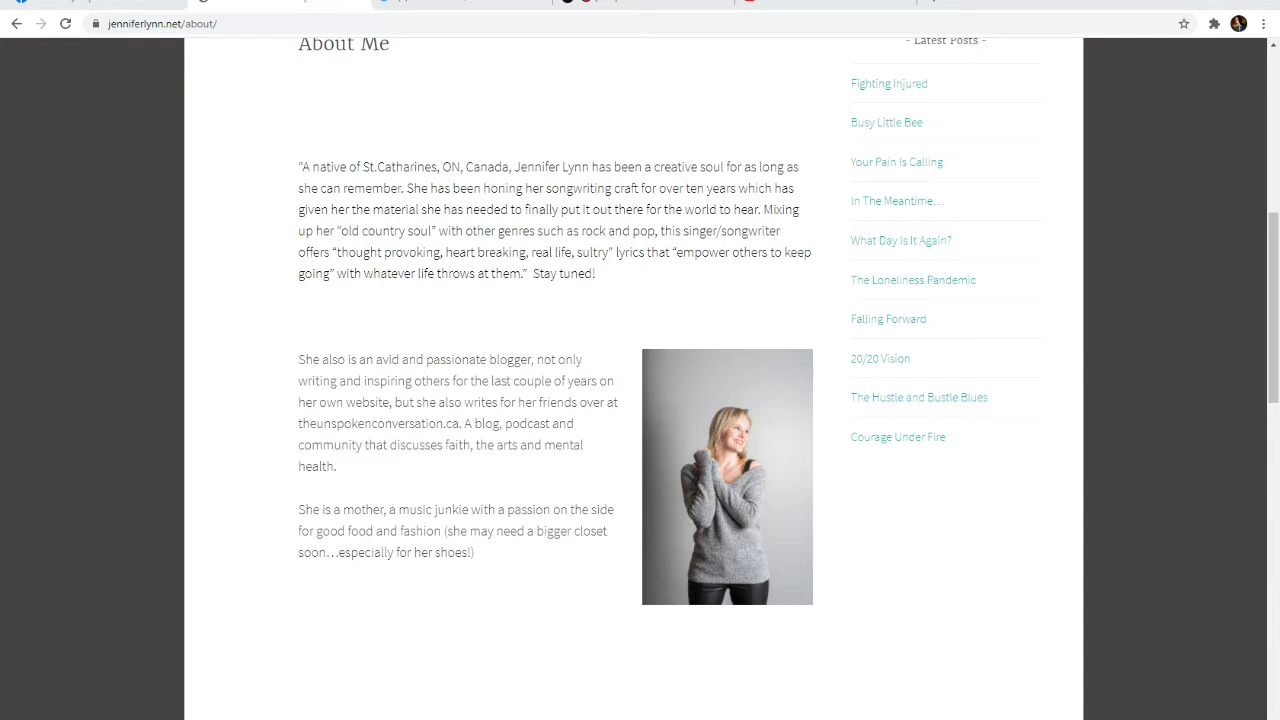 jenniferlynn.net/about/
About Me
"A native of St.Catharines, ON, Canada, Jennifer Lynn has been a creative soul for as long as
she can remember. She has been honing her songwriting craft for over ten years which has
given her the material she has needed to finally put it out there for the world to hear. Mixing
up her "old country soul" with other genres such as rock and pop, this singer/songwriter
offers "thought provoking, heart breaking, real life, sultry" lyrics that "empower others to keep
going" with whatever life throws at them."  Stay tuned!
She also is an avid and passionate blogger, not only
writing and inspiring others for the last couple of years on
her own website, but she also writes for her friends over at
theunspokenconversation.ca. A blog, podcast and
community that discusses faith, the arts and mental
health.
She is a mother, a music junkie with a passion on the side
for good food and fashion (she may need a bigger closet
soon…especially for her shoes!)
- Latest Posts -
Fighting Injured
Busy Little Bee
Your Pain Is Calling
In The Meantime…
What Day Is It Again?
The Loneliness Pandemic
Falling Forward
20/20 Vision
The Hustle and Bustle Blues
Courage Under Fire